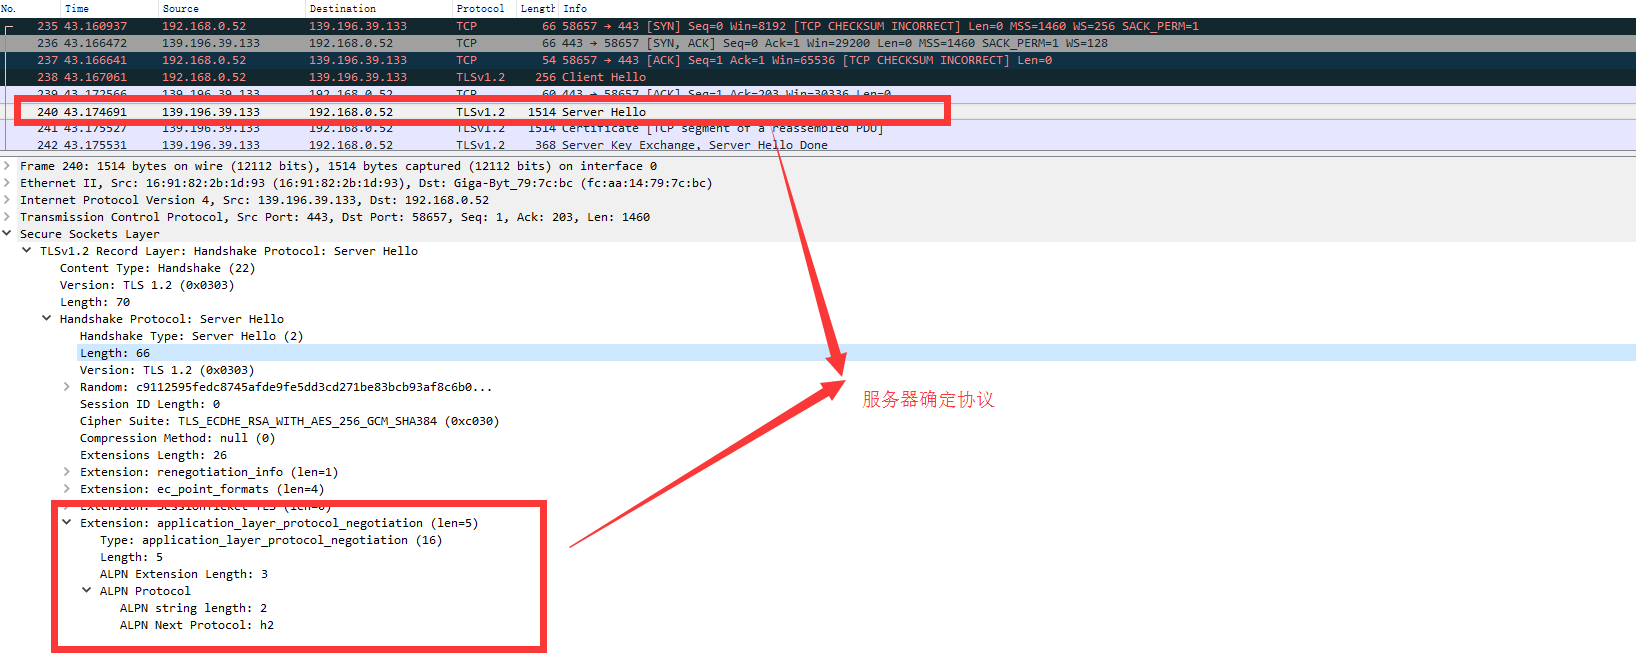 No. Time Source Destination Protocol Length Info
235 43.160937 192.168.0.52 139.196.39.133 TCP 66 58657 → 443 [SYN] Seq=0 Win=8192 [TCP CHECKSUM INCORRECT] Len=0 MSS=1460 WS=256 SACK_PERM=1
236 43.166472 139.196.39.133 192.168.0.52 TCP 66 443 → 58657 [SYN, ACK] Seq=0 Ack=1 Win=29200 Len=0 MSS=1460 SACK_PERM=1 WS=128
237 43.166641 192.168.0.52 139.196.39.133 TCP 54 58657 → 443 [ACK] Seq=1 Ack=1 Win=65536 [TCP CHECKSUM INCORRECT] Len=0
238 43.167061 192.168.0.52 139.196.39.133 TLSv1.2 256 Client Hello
239 43.172566 139.196.39.133 192.168.0.52 TCP 60 443 → 58657 [ACK] Seq=1 Ack=203 Win=30336 Len=0
240 43.174691 139.196.39.133 192.168.0.52 TLSv1.2 1514 Server Hello
241 43.175527 139.196.39.133 192.168.0.52 TLSv1.2 1514 Certificate [TCP segment of a reassembled PDU]
242 43.175531 139.196.39.133 192.168.0.52 TLSv1.2 368 Server Key Exchange, Server Hello Done
Frame 240: 1514 bytes on wire (12112 bits), 1514 bytes captured (12112 bits) on interface 0
Ethernet II, Src: 16:91:82:2b:1d:93 (16:91:82:2b:1d:93), Dst: Giga-Byt_79:7c:bc (fc:aa:14:79:7c:bc)
Internet Protocol Version 4, Src: 139.196.39.133, Dst: 192.168.0.52
Transmission Control Protocol, Src Port: 443, Dst Port: 58657, Seq: 1, Ack: 203, Len: 1460
Secure Sockets Layer
TLSv1.2 Record Layer: Handshake Protocol: Server Hello
Content Type: Handshake (22)
Version: TLS 1.2 (0x0303)
Length: 70
Handshake Protocol: Server Hello
Handshake Type: Server Hello (2)
Length: 66
Version: TLS 1.2 (0x0303)
Random: c9112595fedc8745afde9fe5dd3cd271be83bcb93af8c6b0...
Session ID Length: 0
服务器确定协议
Cipher Suite: TLS_ECDHE_RSA_WITH_AES_256_GCM_SHA384 (0xc030)
Compression Method: null (0)
Extensions Length: 26
Extension: renegotiation_info (len=1)
Extension: ec_point_formats (len=4)
Extension: SessionTicket TLS (len=0)
Extension: application_layer_protocol_negotiation (len=5)
Type: application_layer_protocol_negotiation (16)
Length: 5
ALPN Extension Length: 3
ALPN Protocol
ALPN string length: 2
ALPN Next Protocol: h2